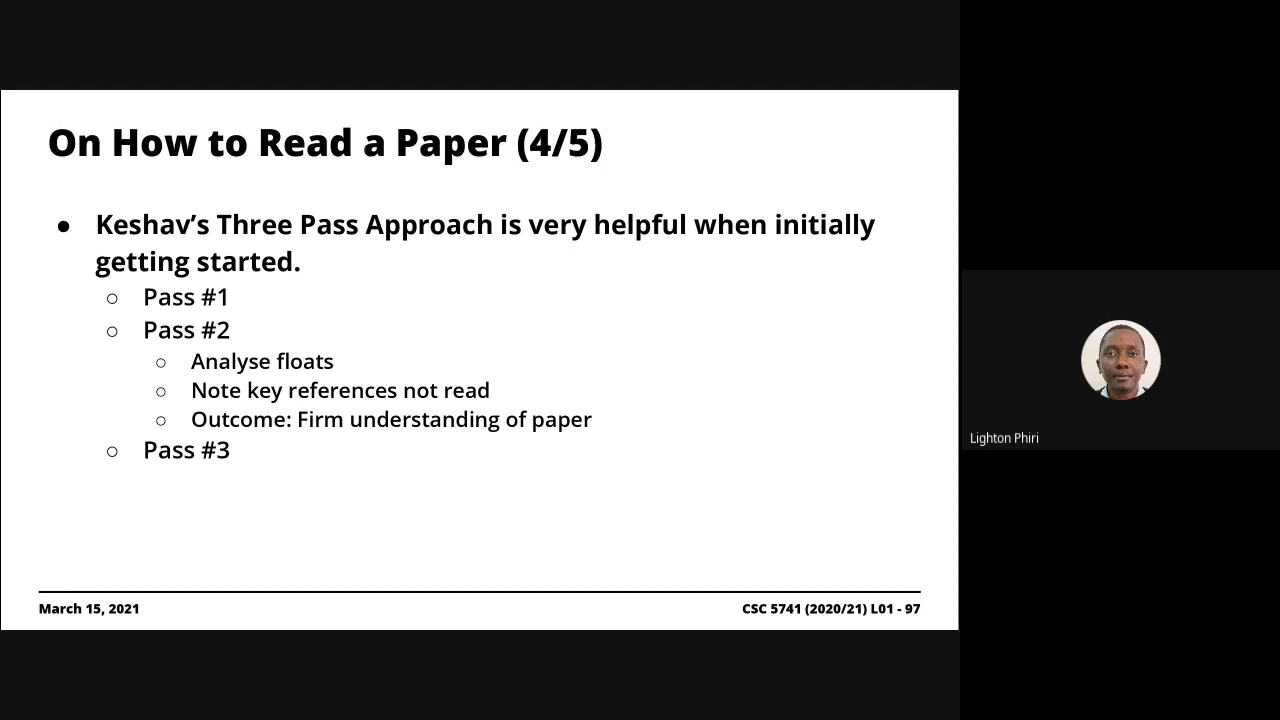 On How to Read a Paper (4/5)
● Keshav’s Three Pass Approach is very helpful when initially
getting started.
○ Pass #1
○ Pass #2
○ Analyse floats
○ Note key references not read
○ Outcome: Firm understanding of paper
○ Pass #3
March 15, 2021
CSC 5741 (2020/21) L01 - 97
Lighton Phiri